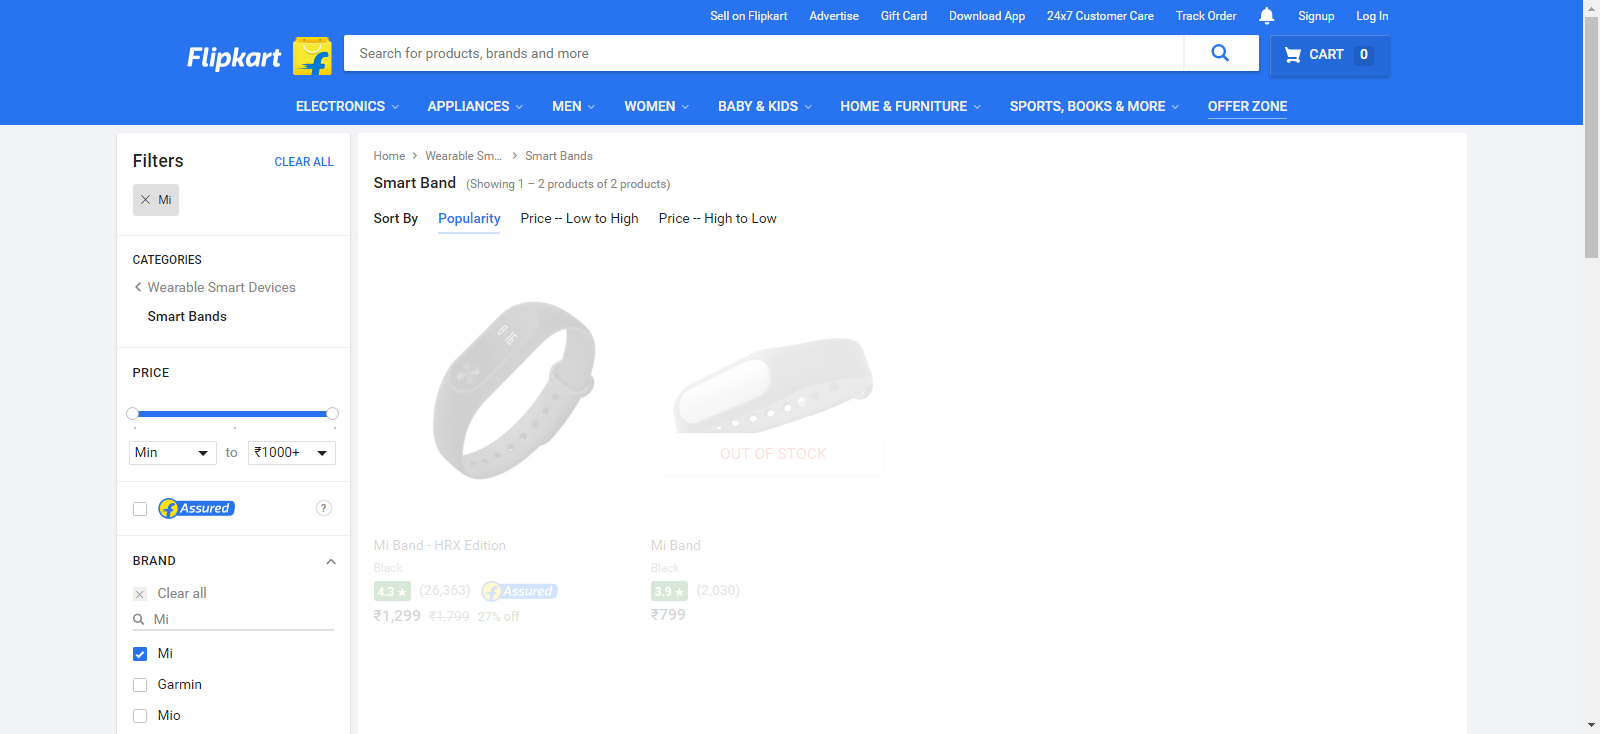 Sell on Flipkart Advertise Gift Card Download App 24x7 Customer Care Track Order Signup Log In
Flipkart
Search for products, brands and more
CART 0
ELECTRONICS APPLIANCES MEN WOMEN BABY & KIDS HOME & FURNITURE SPORTS, BOOKS & MORE OFFER ZONE
Filters CLEAR ALL
Mi
CATEGORIES
Wearable Smart Devices
Smart Bands
PRICE
Min to ₹1000+
Assured ?
BRAND
Clear all
Mi
Mi
Garmin
Mio
Home Wearable Sm... Smart Bands
Smart Band (Showing 1 – 2 products of 2 products)
Sort By Popularity Price -- Low to High Price -- High to Low
8:16
Mi Band - HRX Edition
Black
4.3 ★ (26,363) Assured
₹1,299 ₹1,799 27% off
OUT OF STOCK
Mi Band
Black
3.9 ★ (2,030)
₹799